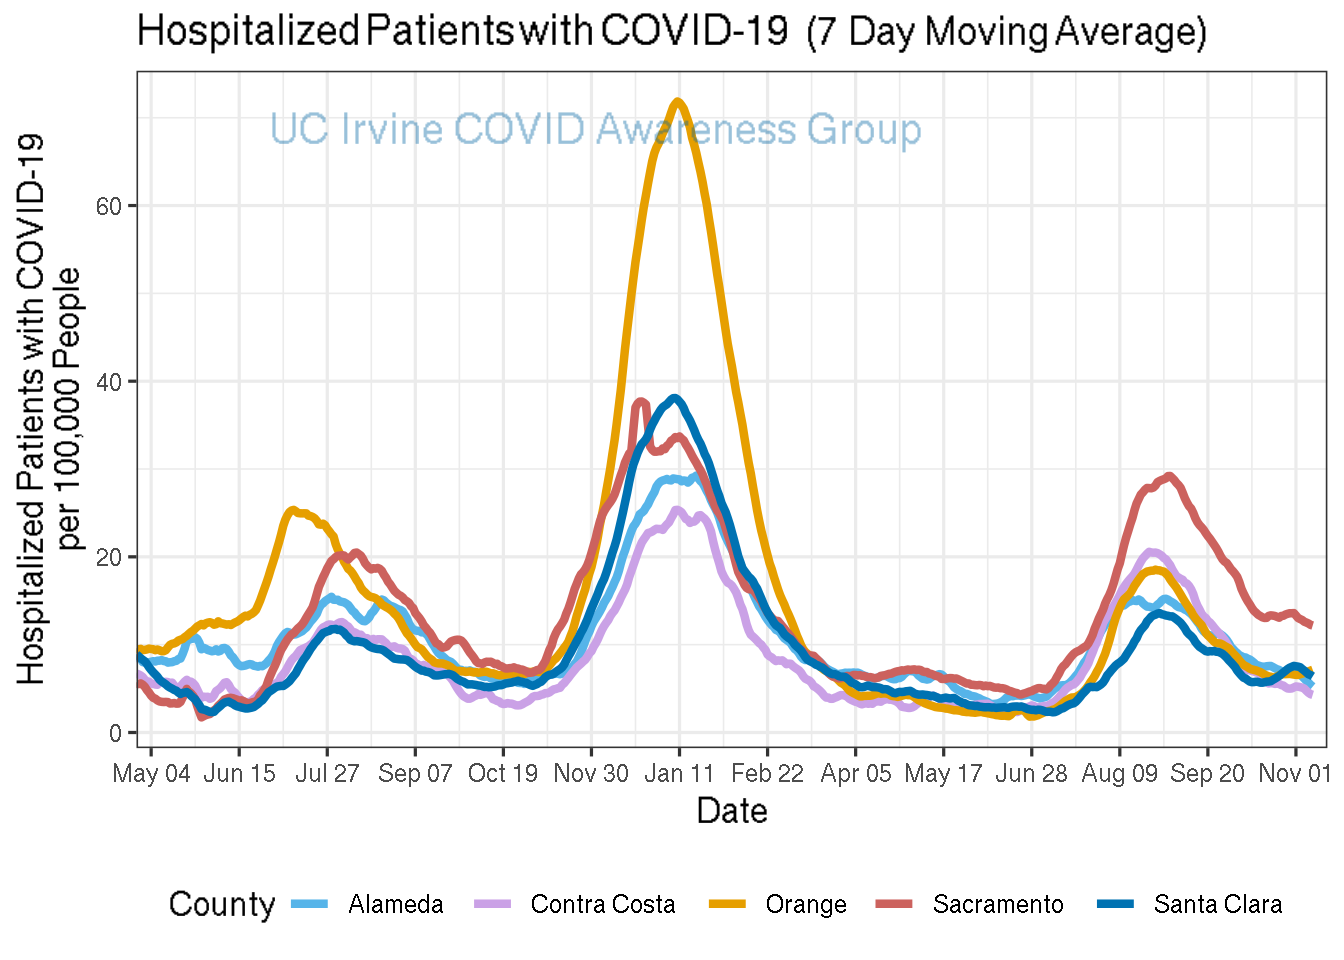 Hospitalized Patients with COVID-19 (7 Day Moving Average)
UC Irvine COVID Awareness Group
Hospitalized Patients with COVID-19
per 100,000 People
60
40
20
0
May 04 Jun 15 Jul 27 Sep 07 Oct 19 Nov 30 Jan 11 Feb 22 Apr 05 May 17 Jun 28 Aug 09 Sep 20 Nov 01
Date
County Alameda Contra Costa Orange Sacramento Santa Clara